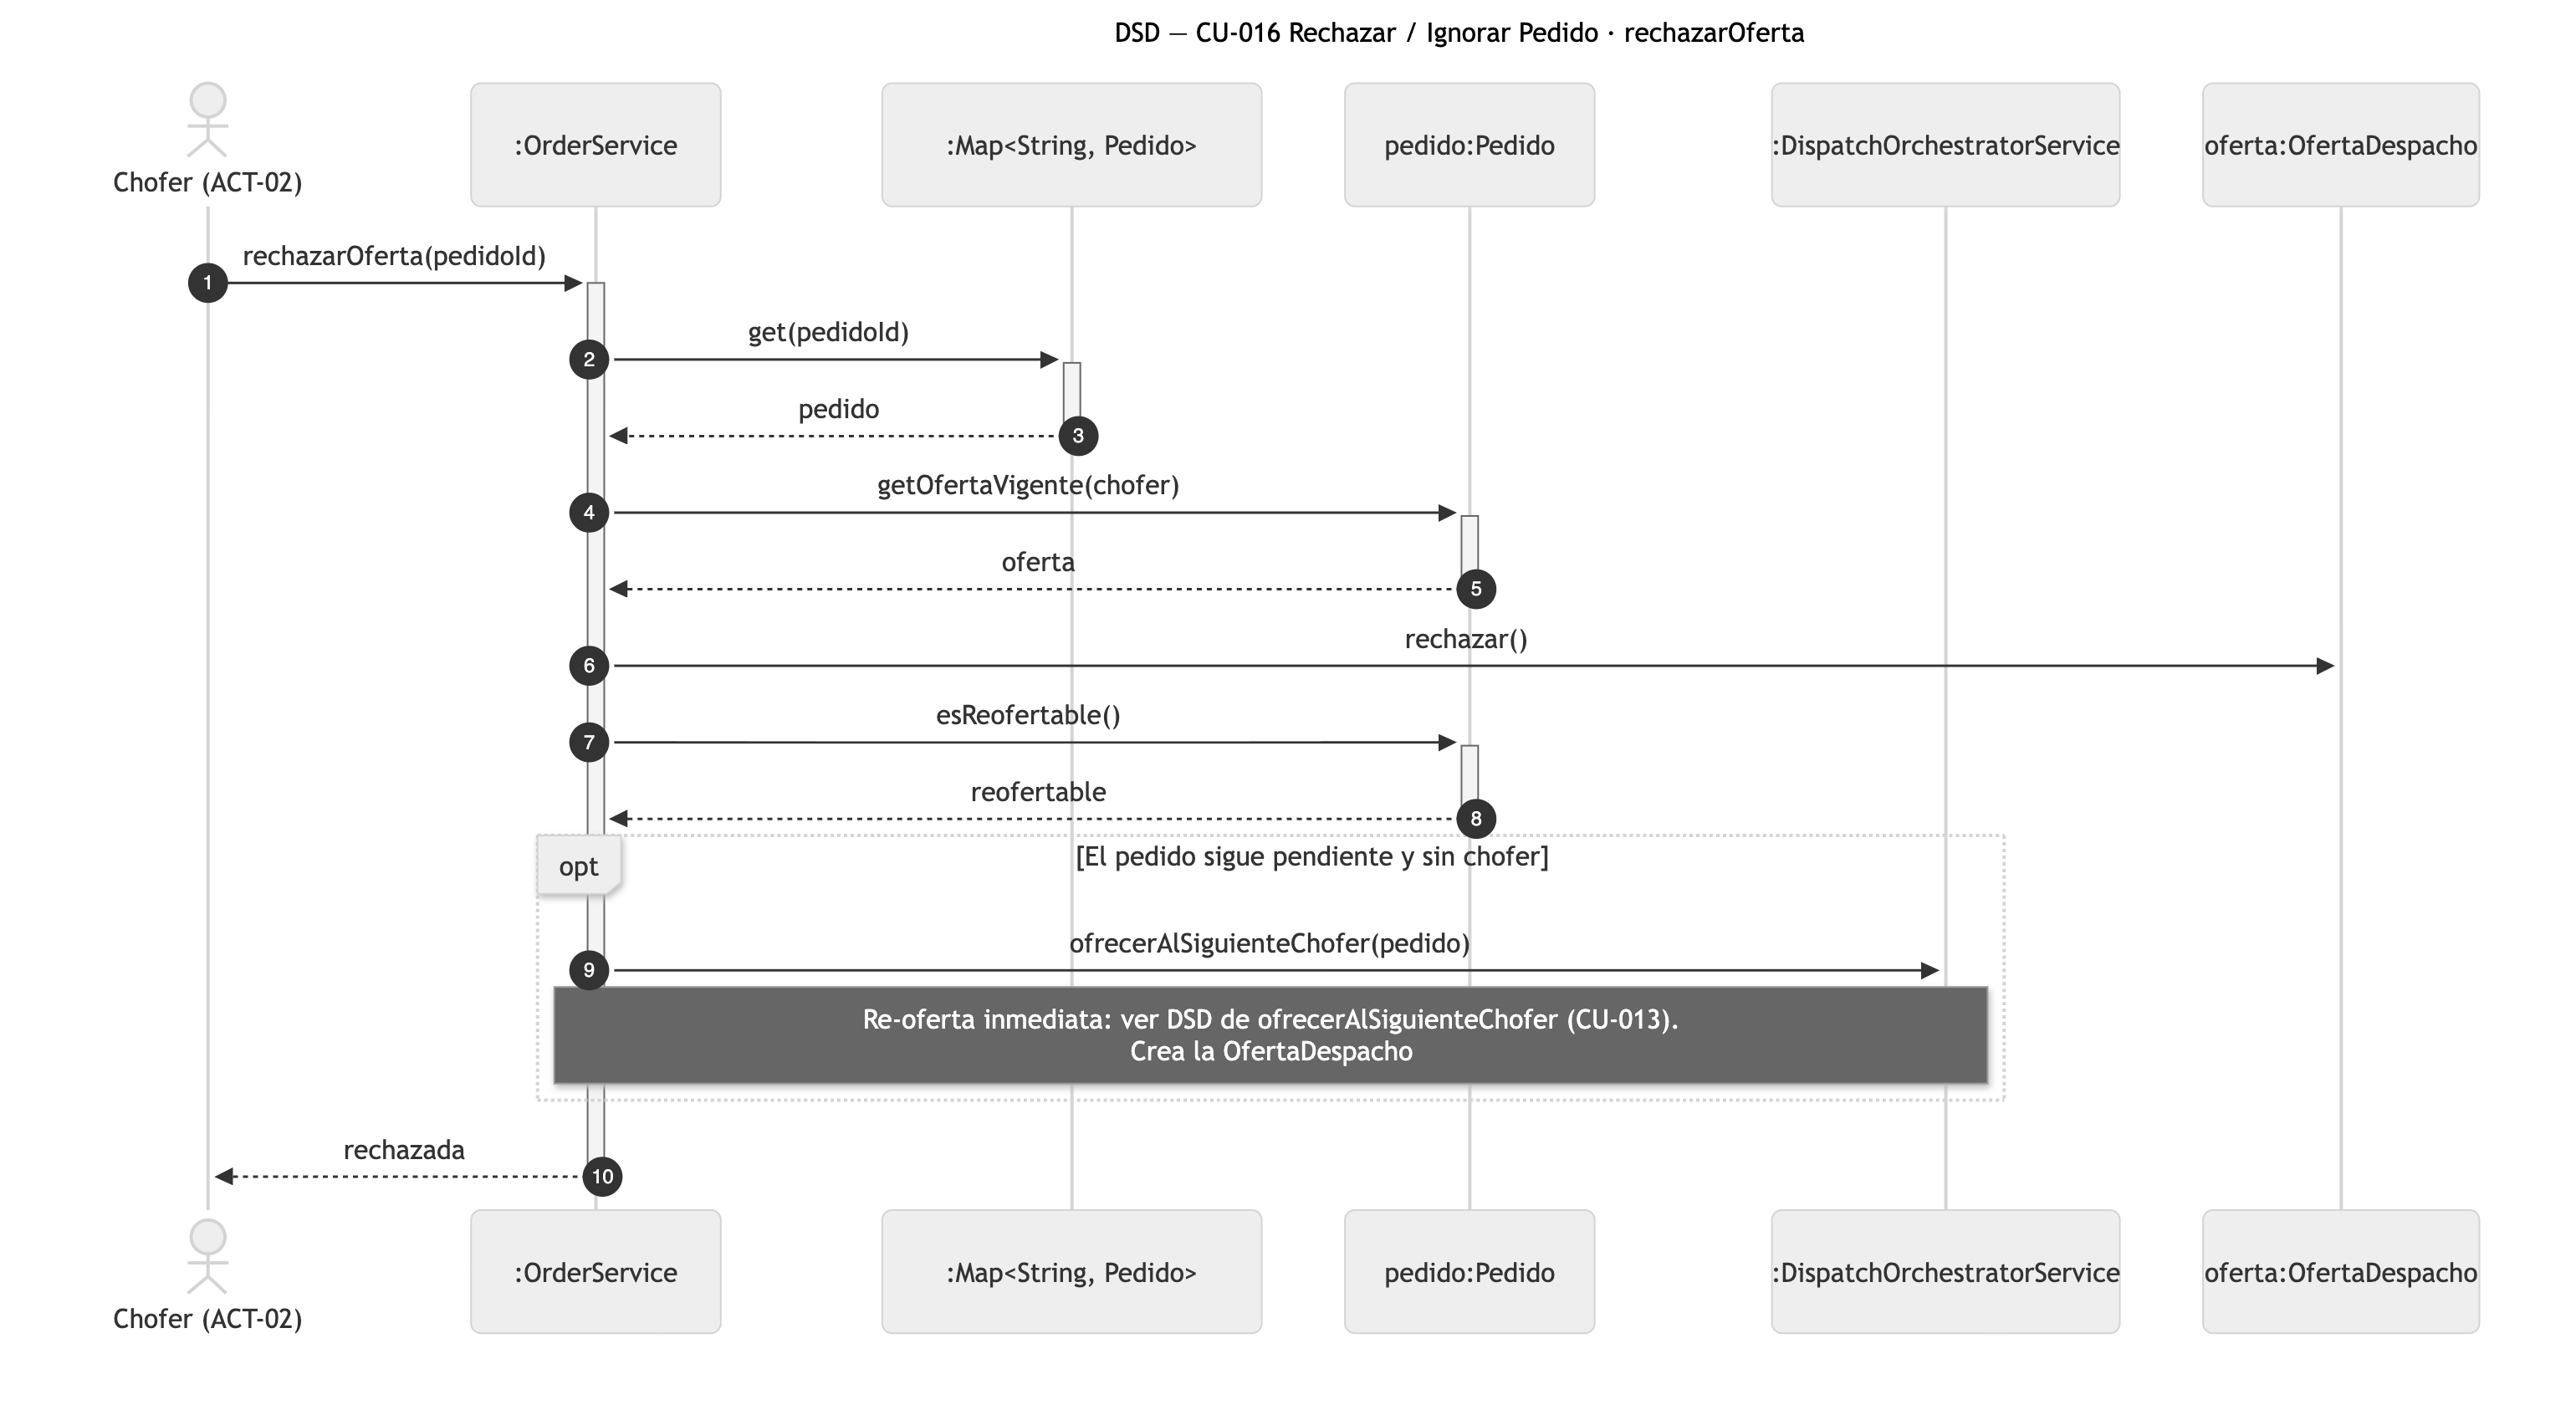 DSD — CU-016 Rechazar / Ignorar Pedido · rechazarOferta
Chofer (ACT-02)
:OrderService
:Map<String, Pedido>
pedido:Pedido
:DispatchOrchestratorService
oferta:OfertaDespacho
rechazarOferta(pedidoId)
1
get(pedidoId)
2
pedido
3
getOfertaVigente(chofer)
4
oferta
5
rechazar()
6
esReofertable()
7
reofertable
8
opt
[El pedido sigue pendiente y sin chofer]
ofrecerAlSiguienteChofer(pedido)
9
Re-oferta inmediata: ver DSD de ofrecerAlSiguienteChofer (CU-013).
Crea la OfertaDespacho
rechazada
10
Chofer (ACT-02)
:OrderService
:Map<String, Pedido>
pedido:Pedido
:DispatchOrchestratorService
oferta:OfertaDespacho